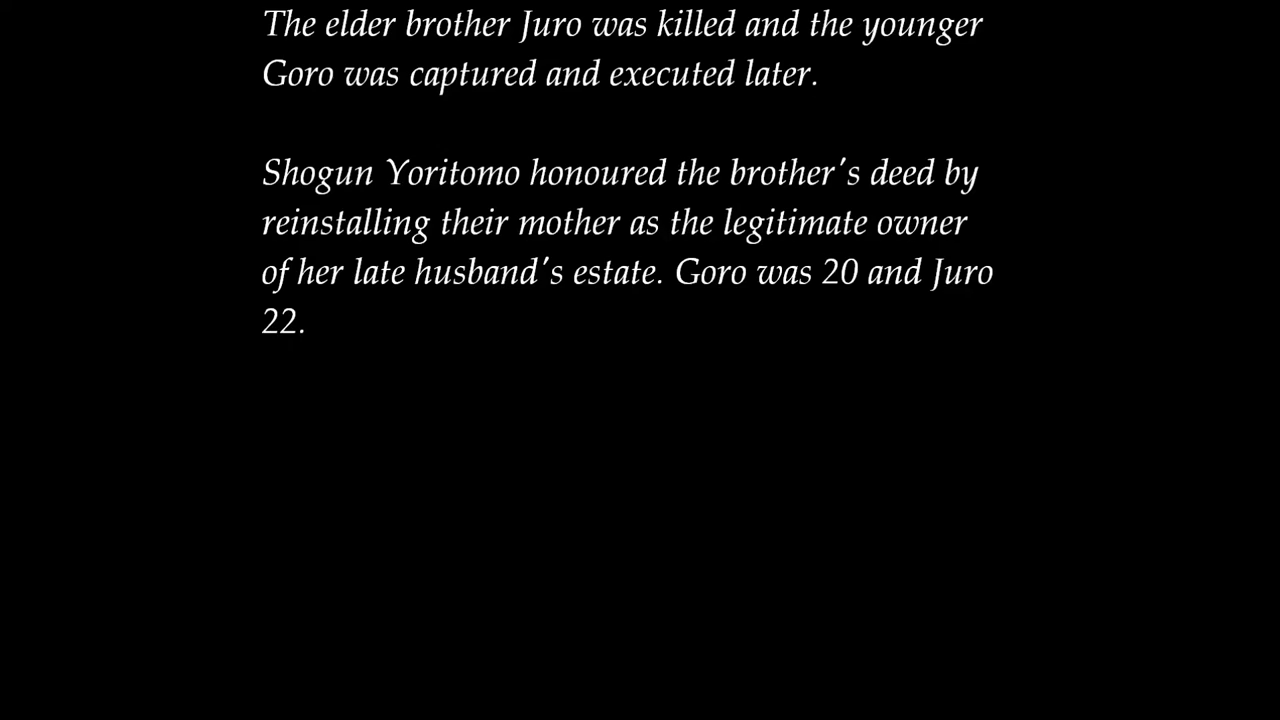 The elder brother Juro was killed and the younger
Goro was captured and executed later.
Shogun Yoritomo honoured the brother's deed by
reinstalling their mother as the legitimate owner
of her late husband's estate. Goro was 20 and Juro
22.